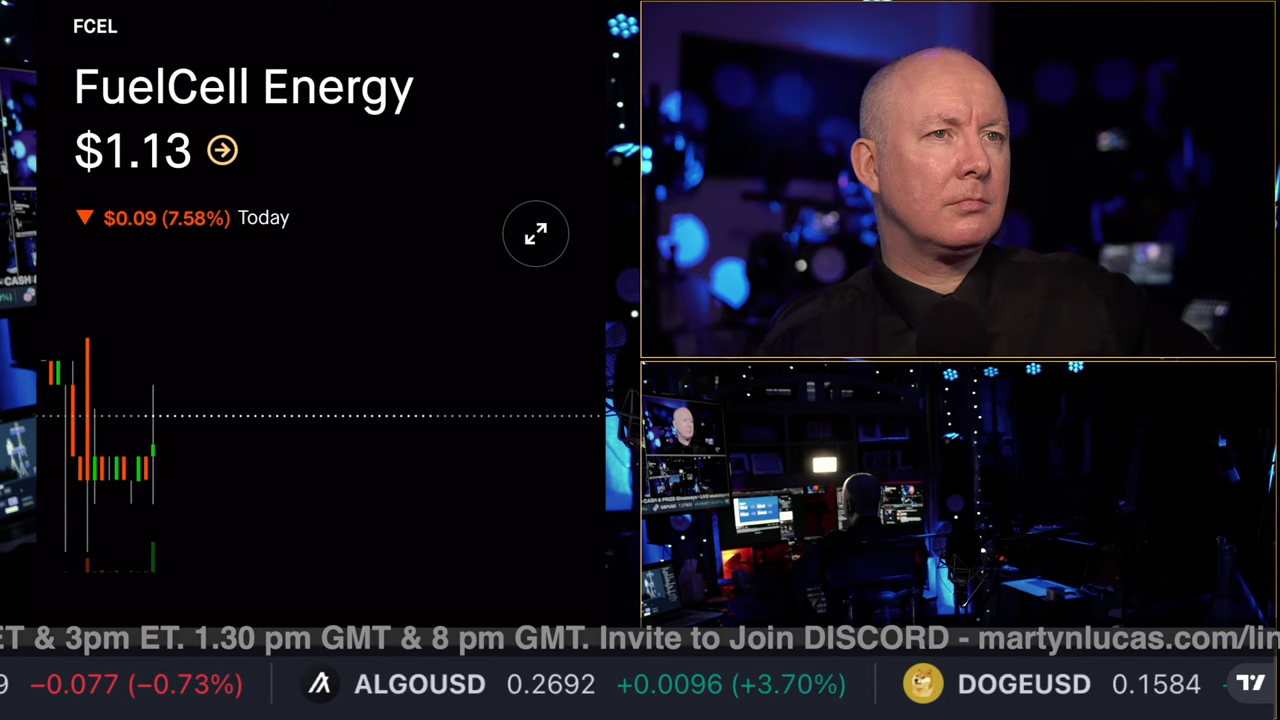 FCEL
FuelCell Energy
$1.13
$0.09 (7.58%) Today
ET & 3pm ET. 1.30 pm GMT & 8 pm GMT. Invite to Join DISCORD - martynlucas.com/lin
9 −0.077 (−0.73%) ALGOUSD 0.2692 +0.0096 (+3.70%) DOGEUSD 0.1584 -